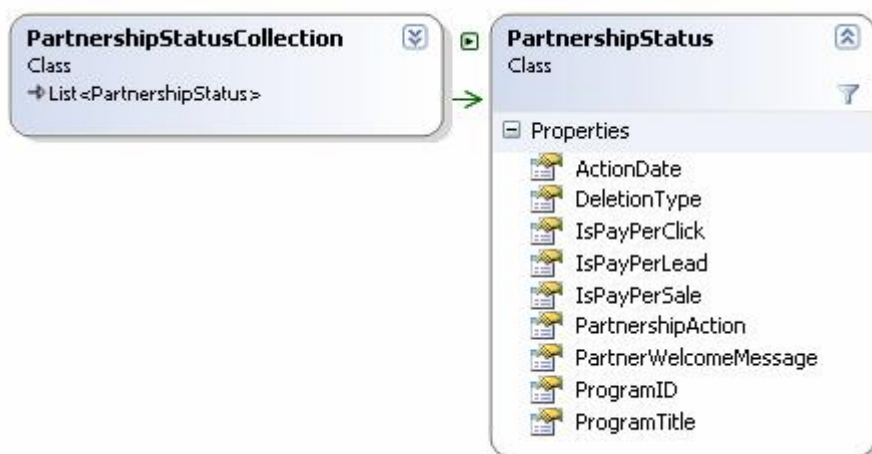 PartnershipStatusCollection
Class
List<PartnershipStatus>
PartnershipStatus
Class
Properties
ActionDate
DeletionType
IsPayPerClick
IsPayPerLead
IsPayPerSale
PartnershipAction
PartnerWelcomeMessage
ProgramID
ProgramTitle